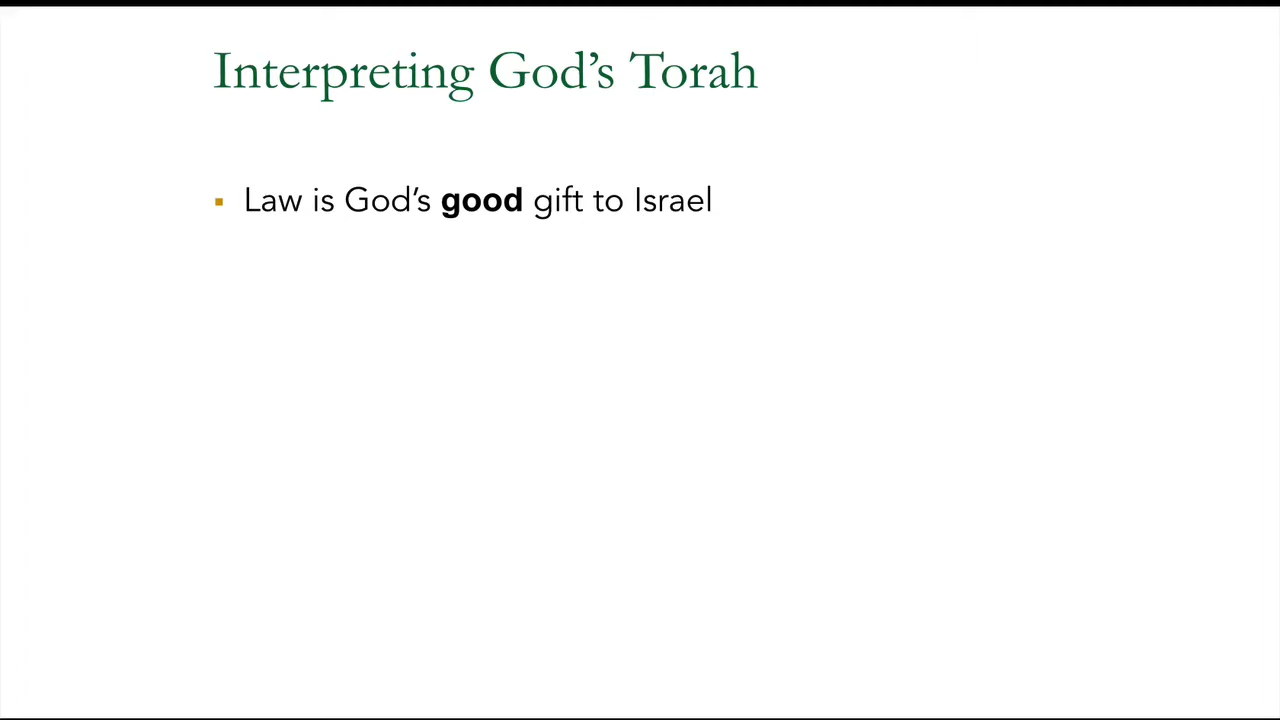 Interpreting God’s Torah
▪ Law is God’s good gift to Israel